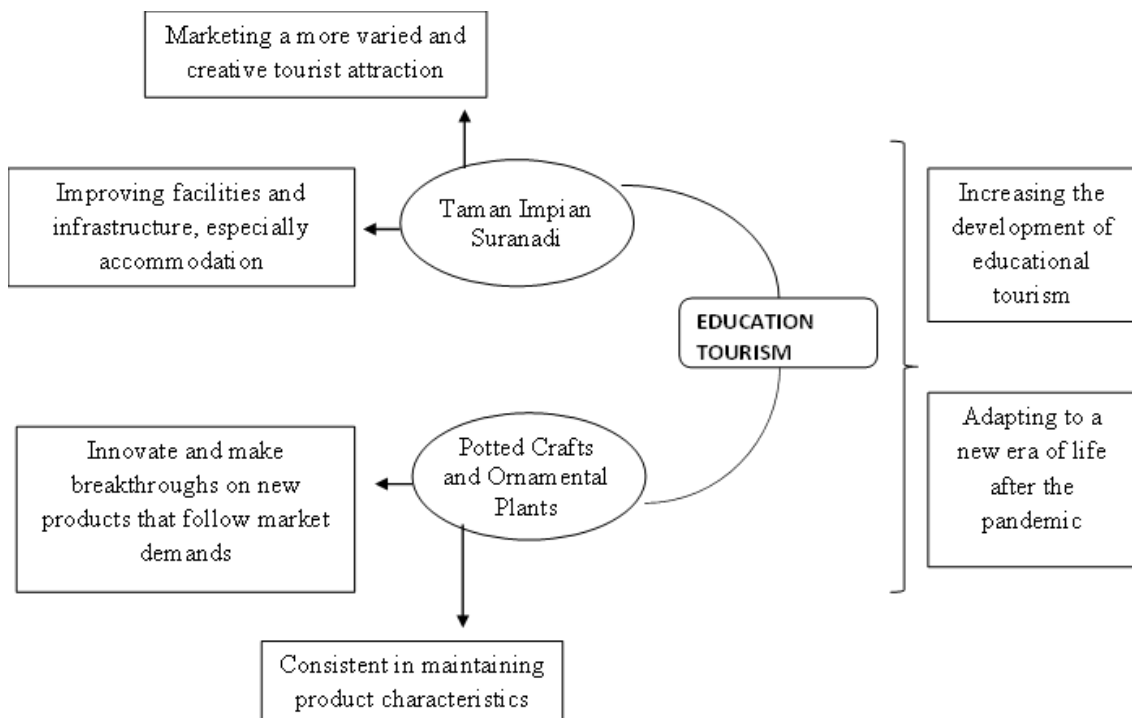 Marketing a more varied and
creative tourist attraction
Improving facilities and
infrastructure, especially
accommodation
Taman Impian
Suranadi
Increasing the
development of
educational
tourism
EDUCATION
TOURISM
Innovate and make
breakthroughs on new
products that follow market
demands
Potted Crafts
and Ornamental
Plants
Adapting to a
new era of life
after the
pandemic
Consistent in maintaining
product characteristics